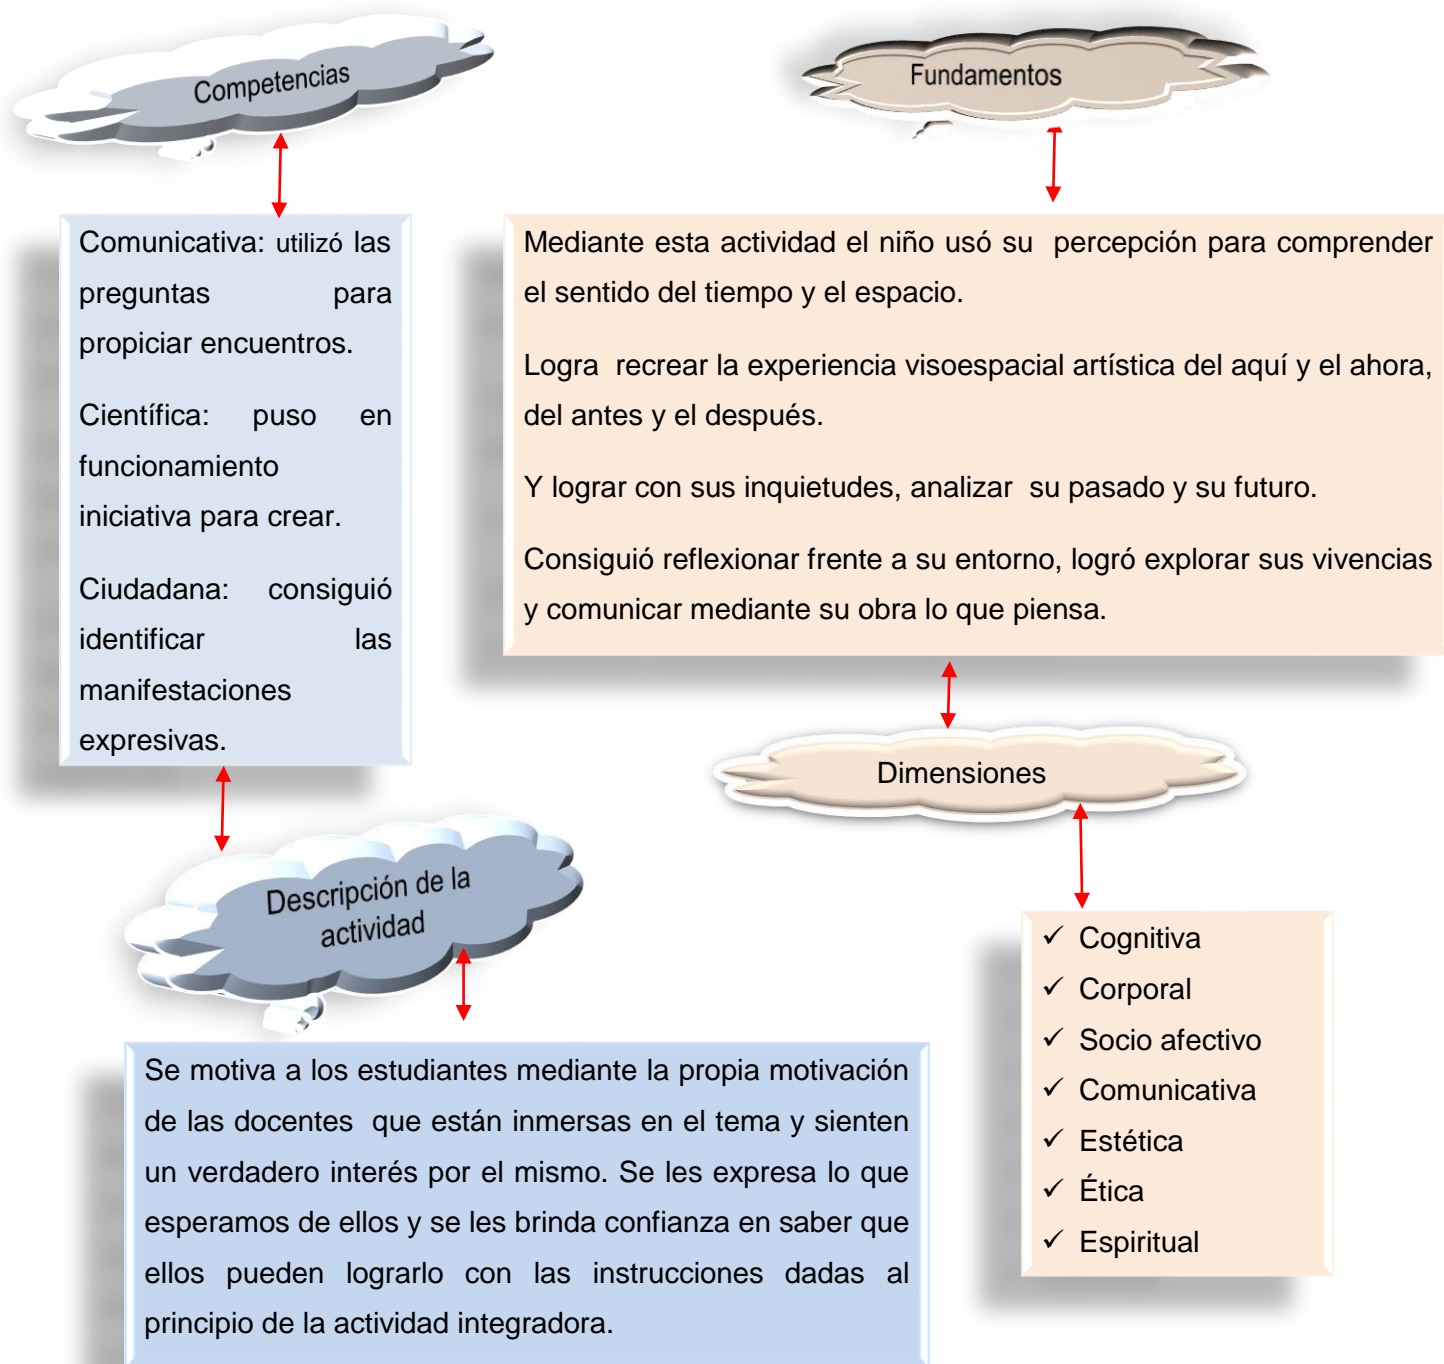 Competencias
Comunicativa: utilizó las
preguntas para
propiciar encuentros.
Científica: puso en
funcionamiento
iniciativa para crear.
Ciudadana: consiguió
identificar las
manifestaciones
expresivas.
Descripción de la
actividad
Se motiva a los estudiantes mediante la propia motivación
de las docentes que están inmersas en el tema y sienten
un verdadero interés por el mismo. Se les expresa lo que
esperamos de ellos y se les brinda confianza en saber que
ellos pueden lograrlo con las instrucciones dadas al
principio de la actividad integradora.
Fundamentos
Mediante esta actividad el niño usó su percepción para comprender
el sentido del tiempo y el espacio.
Logra recrear la experiencia visoespacial artística del aquí y el ahora,
del antes y el después.
Y lograr con sus inquietudes, analizar su pasado y su futuro.
Consiguió reflexionar frente a su entorno, logró explorar sus vivencias
y comunicar mediante su obra lo que piensa.
Dimensiones
✓ Cognitiva
✓ Corporal
✓ Socio afectivo
✓ Comunicativa
✓ Estética
✓ Ética
✓ Espiritual